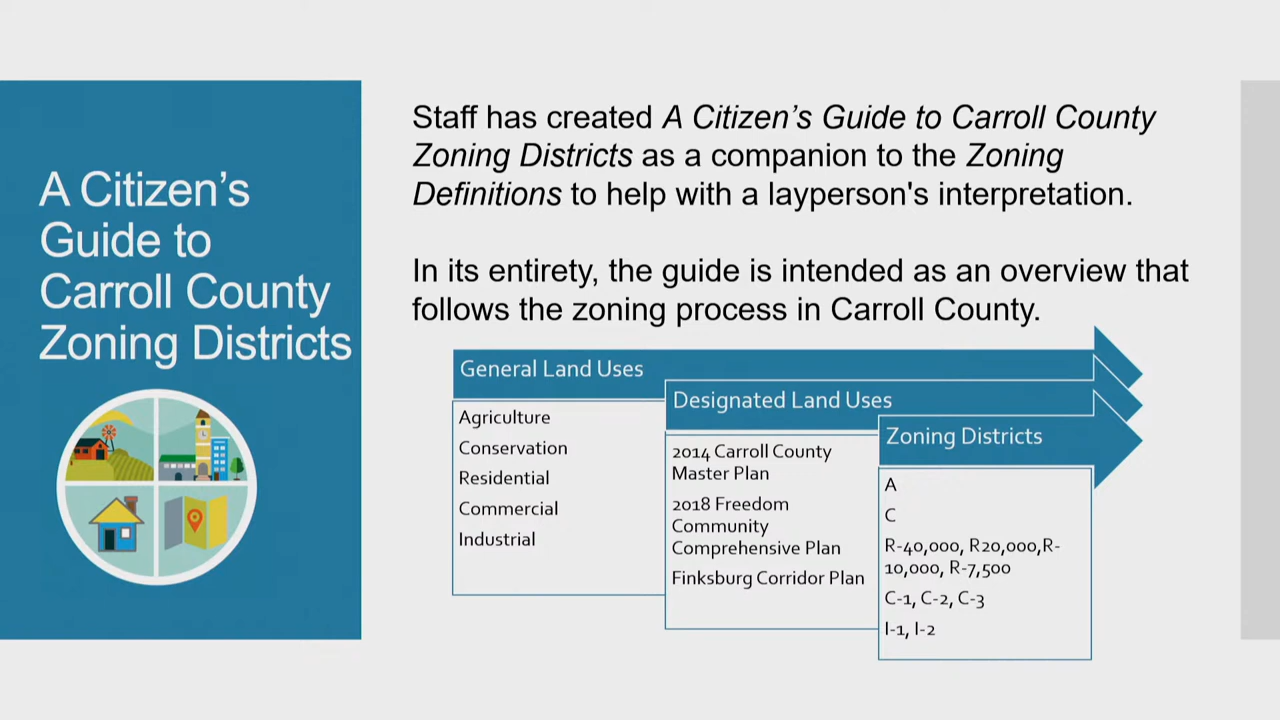 A Citizen’s
Guide to
Carroll County
Zoning Districts
Staff has created A Citizen’s Guide to Carroll County
Zoning Districts as a companion to the Zoning
Definitions to help with a layperson's interpretation.
In its entirety, the guide is intended as an overview that
follows the zoning process in Carroll County.
General Land Uses
Agriculture
Conservation
Residential
Commercial
Industrial
Designated Land Uses
2014 Carroll County
Master Plan
2018 Freedom
Community
Comprehensive Plan
Finksburg Corridor Plan
Zoning Districts
A
C
R-40,000, R20,000,R-
10,000, R-7,500
C-1, C-2, C-3
I-1, I-2